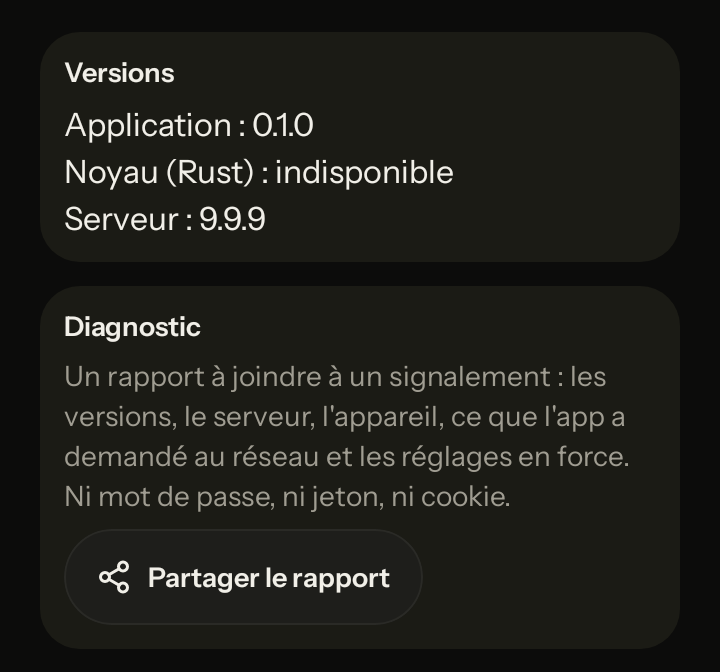 Versions
Application : 0.1.0
Noyau (Rust) : indisponible
Serveur : 9.9.9
Diagnostic
Un rapport à joindre à un signalement : les
versions, le serveur, l'appareil, ce que l'app a
demandé au réseau et les réglages en force.
Ni mot de passe, ni jeton, ni cookie.
Partager le rapport